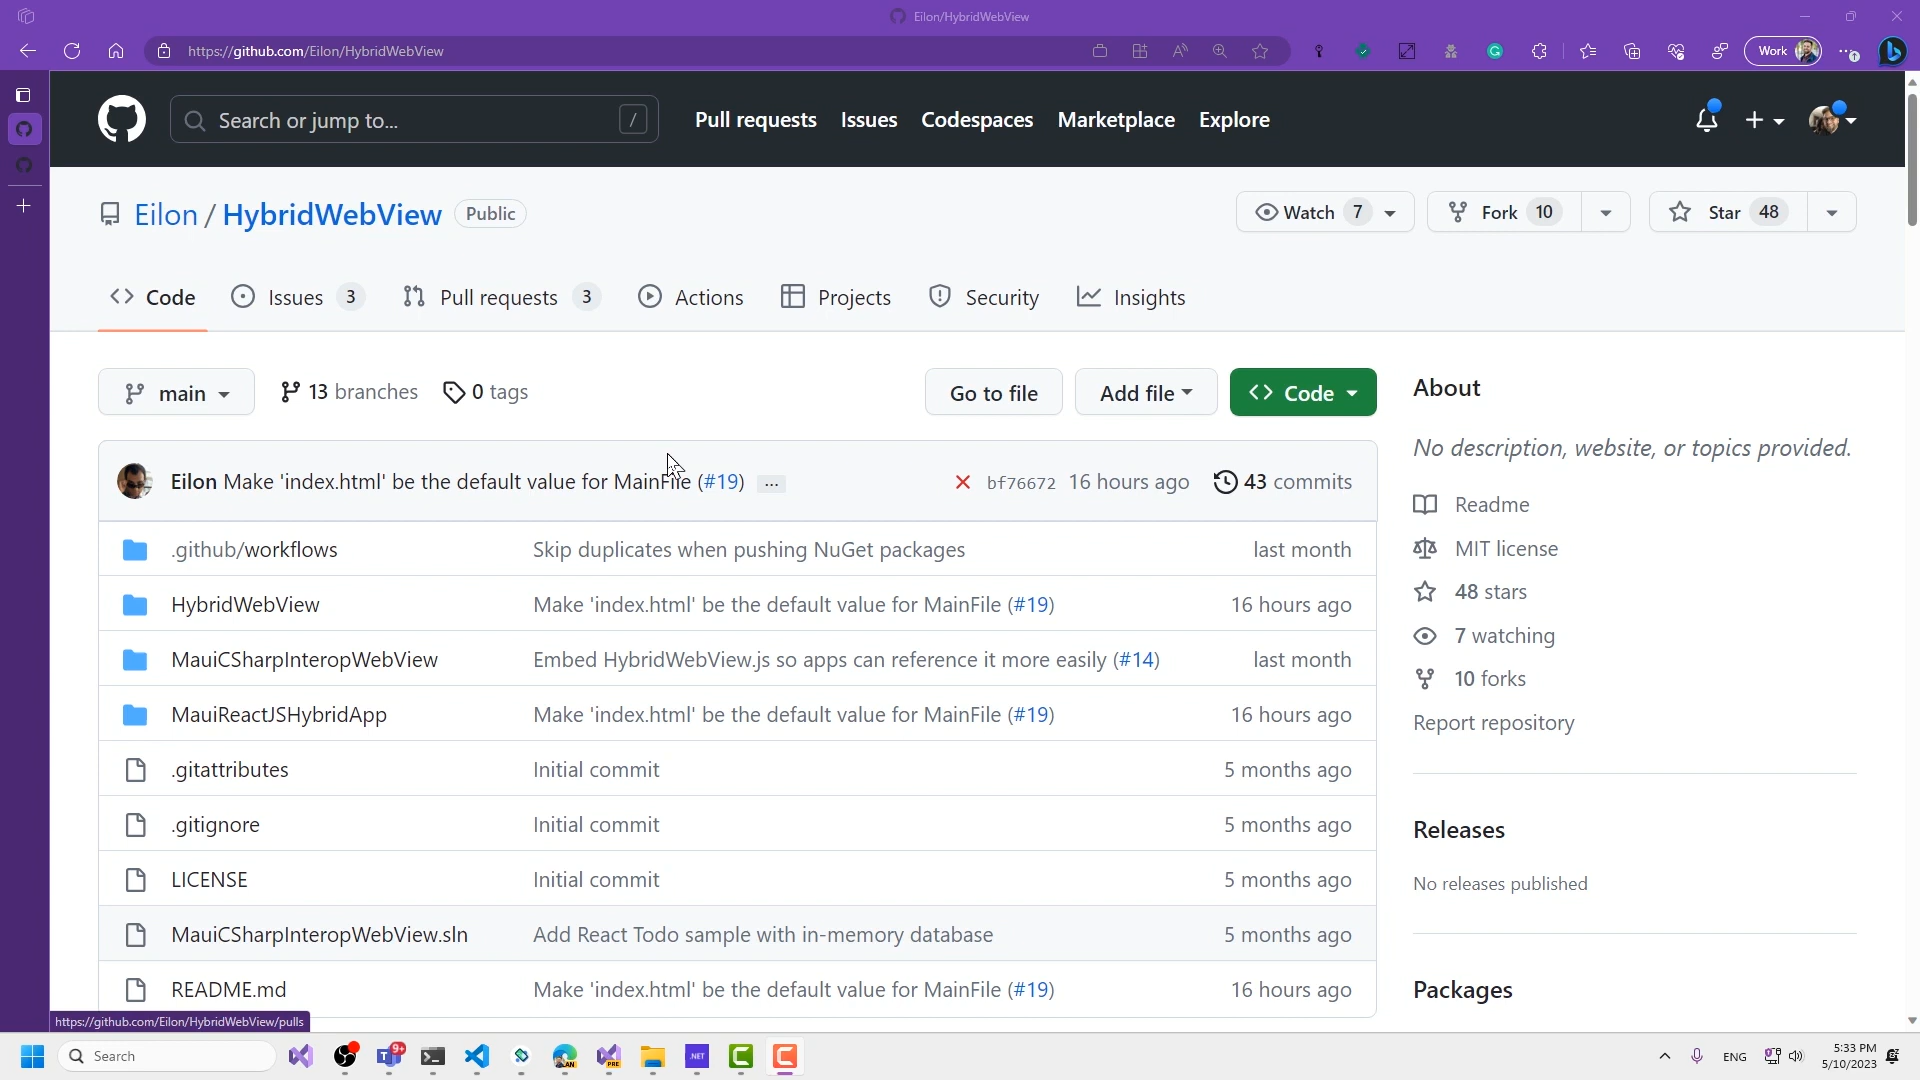 Eilon/HybridWebView
https://github.com/Eilon/HybridWebView
Work
Search or jump to...
/
Pull requests
Issues
Codespaces
Marketplace
Explore
Eilon / HybridWebView
Public
Watch 7
Fork 10
Star 48
Code
Issues 3
Pull requests 3
Actions
Projects
Security
Insights
main
13 branches
0 tags
Go to file
Add file
Code
About
No description, website, or topics provided.
Eilon Make 'index.html' be the default value for MainFile (#19) ...
bf76672 16 hours ago
43 commits
.github/workflows Skip duplicates when pushing NuGet packages last month
HybridWebView Make 'index.html' be the default value for MainFile (#19) 16 hours ago
MauiCSharpInteropWebView Embed HybridWebView.js so apps can reference it more easily (#14) last month
MauiReactJSHybridApp Make 'index.html' be the default value for MainFile (#19) 16 hours ago
.gitattributes Initial commit 5 months ago
.gitignore Initial commit 5 months ago
LICENSE Initial commit 5 months ago
MauiCSharpInteropWebView.sln Add React Todo sample with in-memory database 5 months ago
README.md Make 'index.html' be the default value for MainFile (#19) 16 hours ago
Readme
MIT license
48 stars
7 watching
10 forks
Report repository
Releases
No releases published
Packages
https://github.com/Eilon/HybridWebView/pulls
Search
9+
PRE
.NET
ENG
5:33 PM
5/10/2023